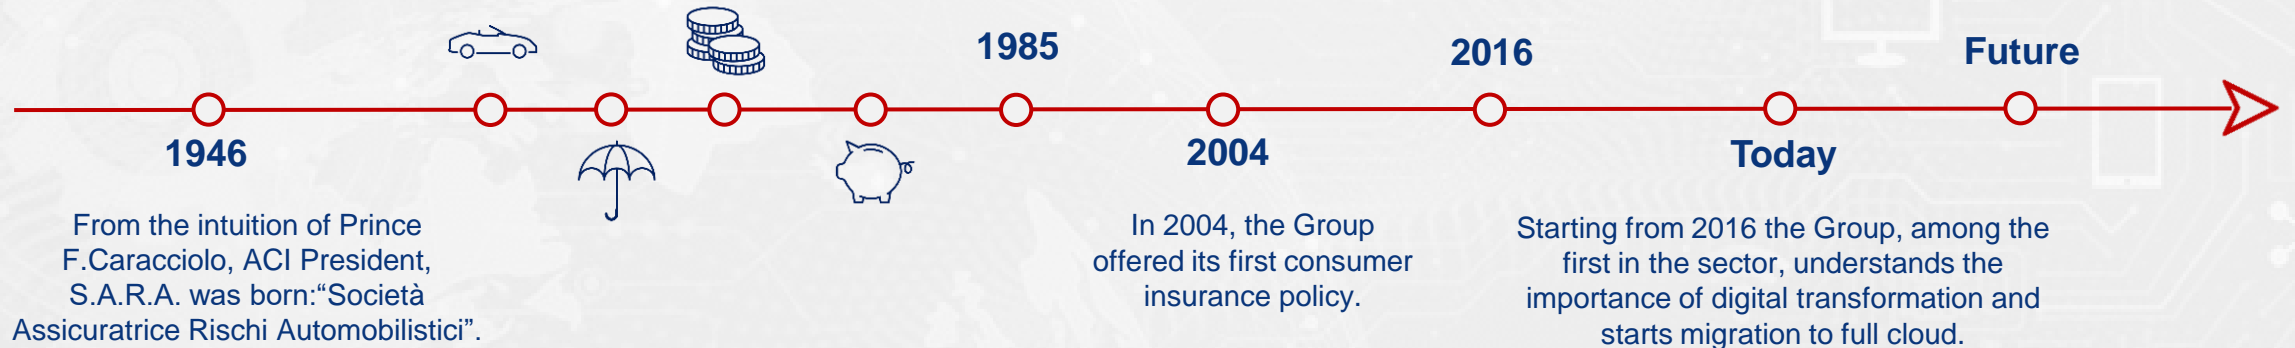 1985
2016
Future
1946
2004
Today
From the intuition of Prince
F.Caracciolo, ACI President,
S.A.R.A. was born:“Società
Assicuratrice Rischi Automobilistici”.
In 2004, the Group
offered its first consumer
insurance policy.
Starting from 2016 the Group, among the
first in the sector, understands the
importance of digital transformation and
starts migration to full cloud.